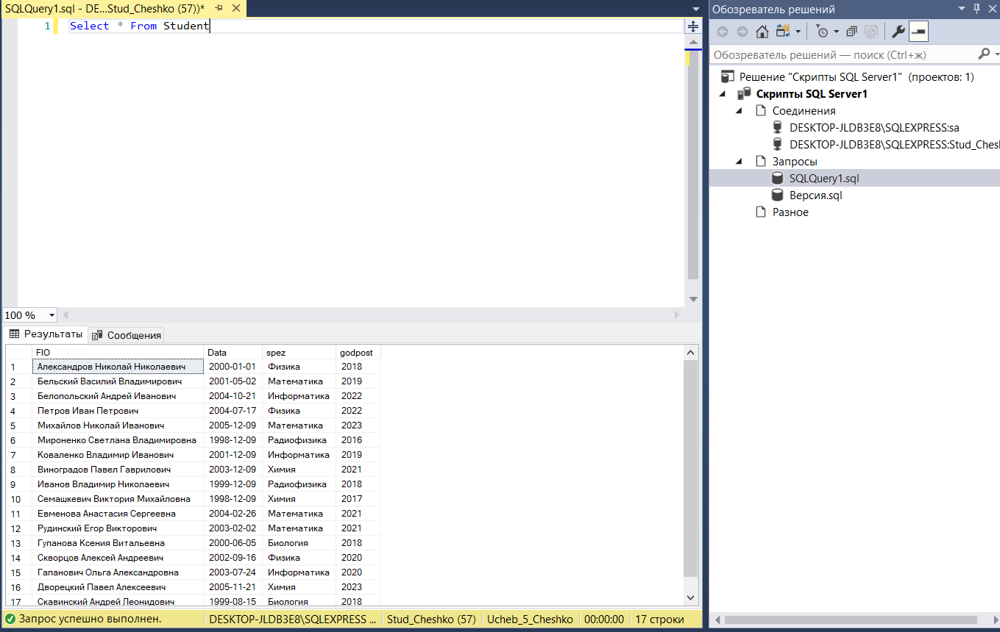 SQLQuery1.sql - DE...Stud_Cheshko (57))*
1 Select * From Student
100 %
Результаты Сообщения
FIO Data spez godpost
1 Александров Николай Николаевич 2000-01-01 Физика 2018
2 Бельский Василий Владимирович 2001-05-02 Математика 2019
3 Белопольский Андрей Иванович 2004-10-21 Информатика 2022
4 Петров Иван Петрович 2004-07-17 Физика 2022
5 Михайлов Николай Иванович 2005-12-09 Математика 2023
6 Мироненко Светлана Владимировна 1998-12-09 Радиофизика 2016
7 Коваленко Владимир Иванович 2001-12-09 Информатика 2019
8 Виноградов Павел Гаврилович 2003-12-09 Химия 2021
9 Иванов Владимир Николаевич 1999-12-09 Радиофизика 2018
10 Семашкевич Виктория Михайловна 1998-12-09 Химия 2017
11 Евменова Анастасия Сергеевна 2004-02-26 Математика 2021
12 Рудинский Егор Викторович 2003-02-02 Математика 2021
13 Гупанова Ксения Витальевна 2000-06-05 Биология 2018
14 Скворцов Алексей Андреевич 2002-09-16 Физика 2020
15 Гапанович Ольга Александровна 2003-07-24 Информатика 2020
16 Дворецкий Павел Алексеевич 2005-11-21 Химия 2023
17 Скавинский Андрей Леонидович 1999-08-15 Биология 2018
Запрос успешно выполнен. DESKTOP-JLDB3E8\SQLEXPRESS ... Stud_Cheshko (57) Ucheb_5_Cheshko 00:00:00 17 строки
Обозреватель решений
Обозреватель решений — поиск (Ctrl+ж)
Решение "Скрипты SQL Server1" (проектов: 1)
Скрипты SQL Server1
Соединения
DESKTOP-JLDB3E8\SQLEXPRESS:sa
DESKTOP-JLDB3E8\SQLEXPRESS:Stud_Chesh
Запросы
SQLQuery1.sql
Версия.sql
Разное